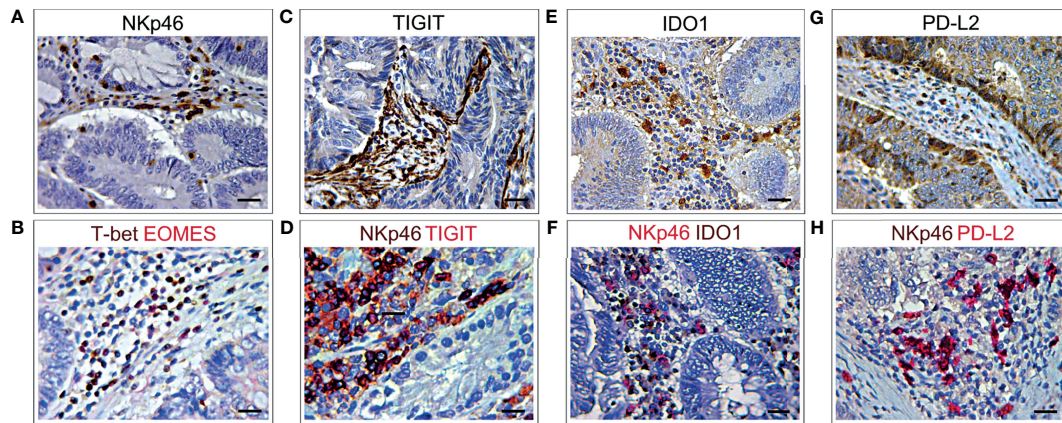 A NKp46
C TIGIT
E IDO1
G PD-L2
B T-bet EOMES
D NKp46 TIGIT
F NKp46 IDO1
H NKp46 PD-L2